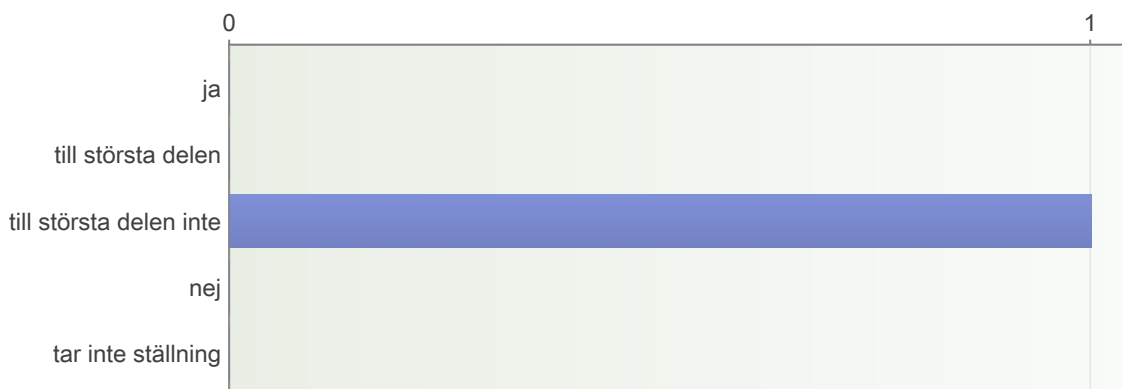 0 1
ja
till största delen
till största delen inte
nej
tar inte ställning